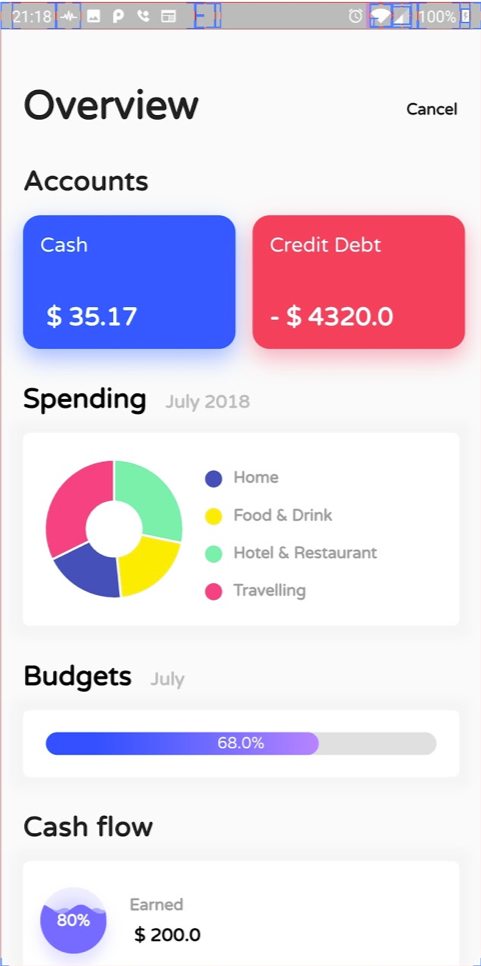 21:18 100%
Overview
Cancel
Accounts
Cash
Credit Debt
$ 35.17
- $ 4320.0
Spending July 2018
Home
Food & Drink
Hotel & Restaurant
Travelling
Budgets July
68.0%
Cash flow
Earned
80%
$ 200.0